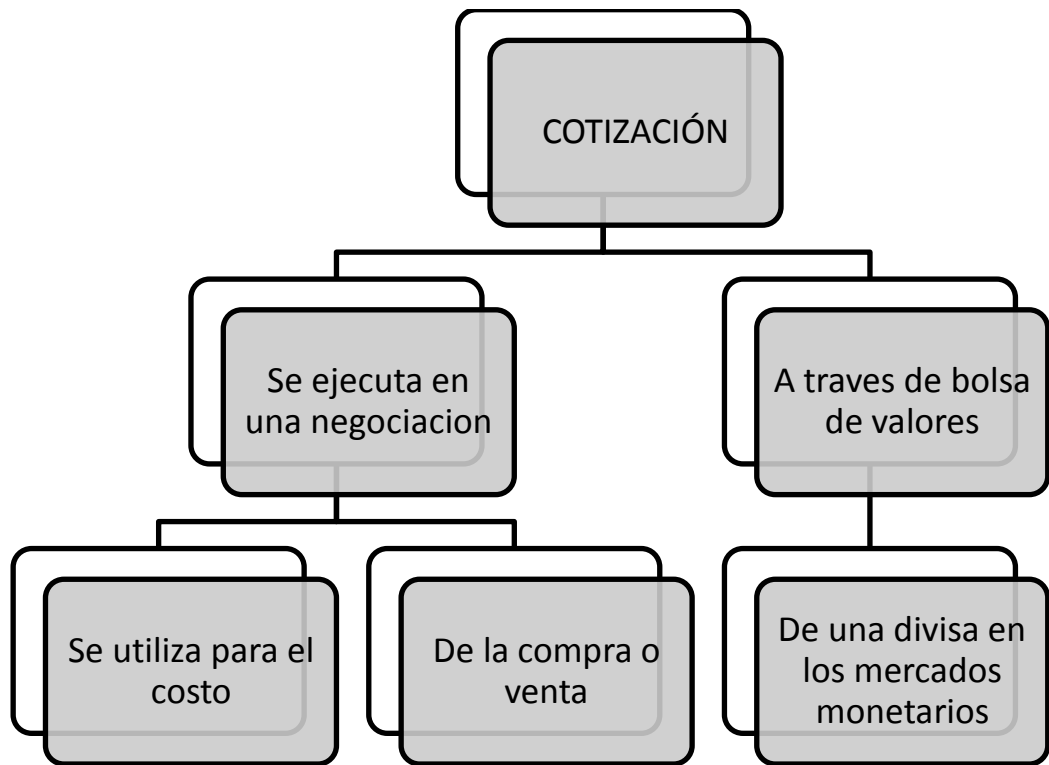 COTIZACIÓN
Se ejecuta en
una negociacion
A traves de bolsa
de valores
Se utiliza para el
costo
De la compra o
venta
De una divisa en
los mercados
monetarios